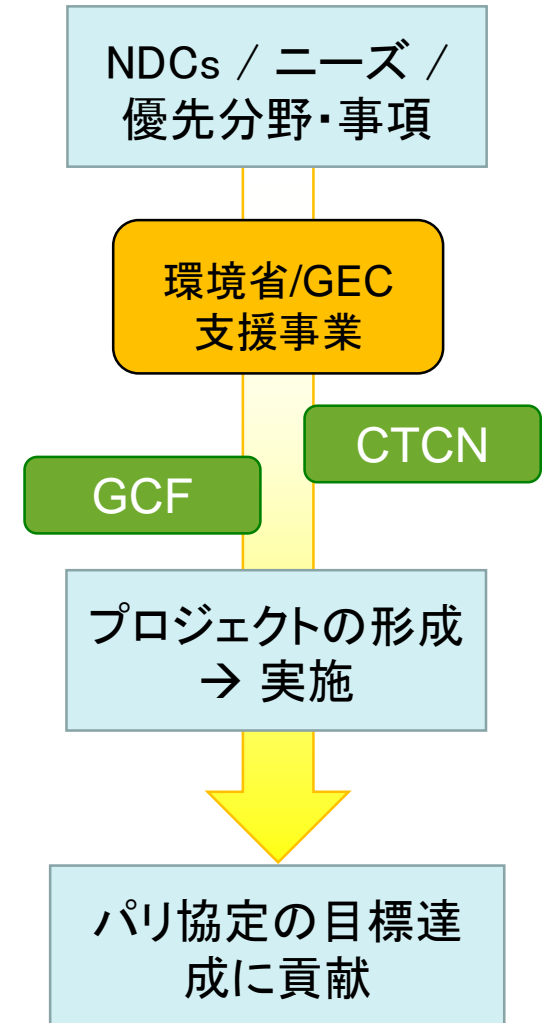 NDCs / ニーズ /
優先分野・事項
環境省/GEC
支援事業
CTCN
GCF
プロジェクトの形成
→ 実施
パリ協定の目標達
成に貢献